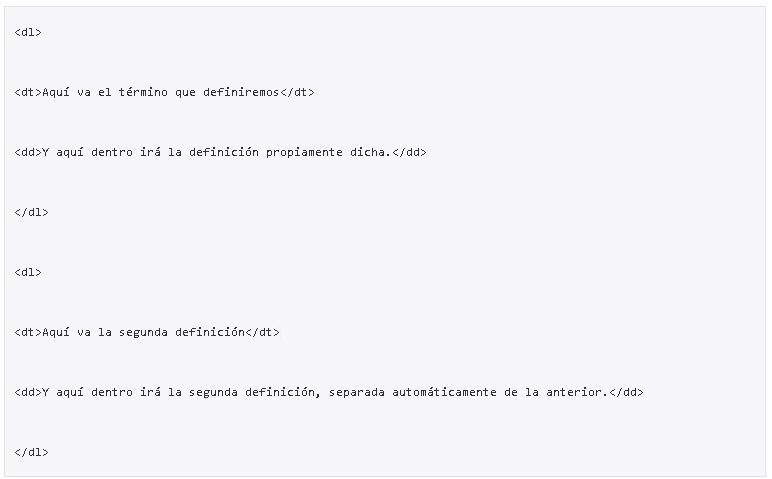 <dl>
<dt>Aquí va el término que definiremos</dt>
<dd>Y aquí dentro irá la definición propiamente dicha.</dd>
</dl>
<dl>
<dt>Aquí va la segunda definición</dt>
<dd>Y aquí dentro irá la segunda definición, separada automáticamente de la anterior.</dd>
</dl>